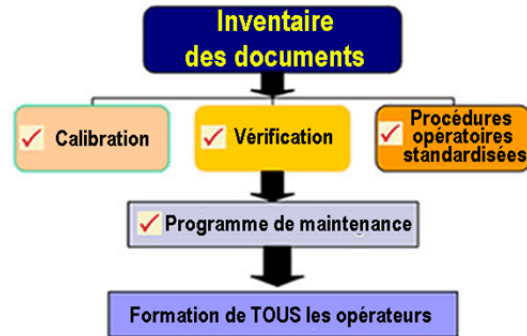 Inventaire
des documents
Calibration
Vérification
Procédures
opératoires
standardisées
Programme de maintenance
Formation de TOUS les opérateurs